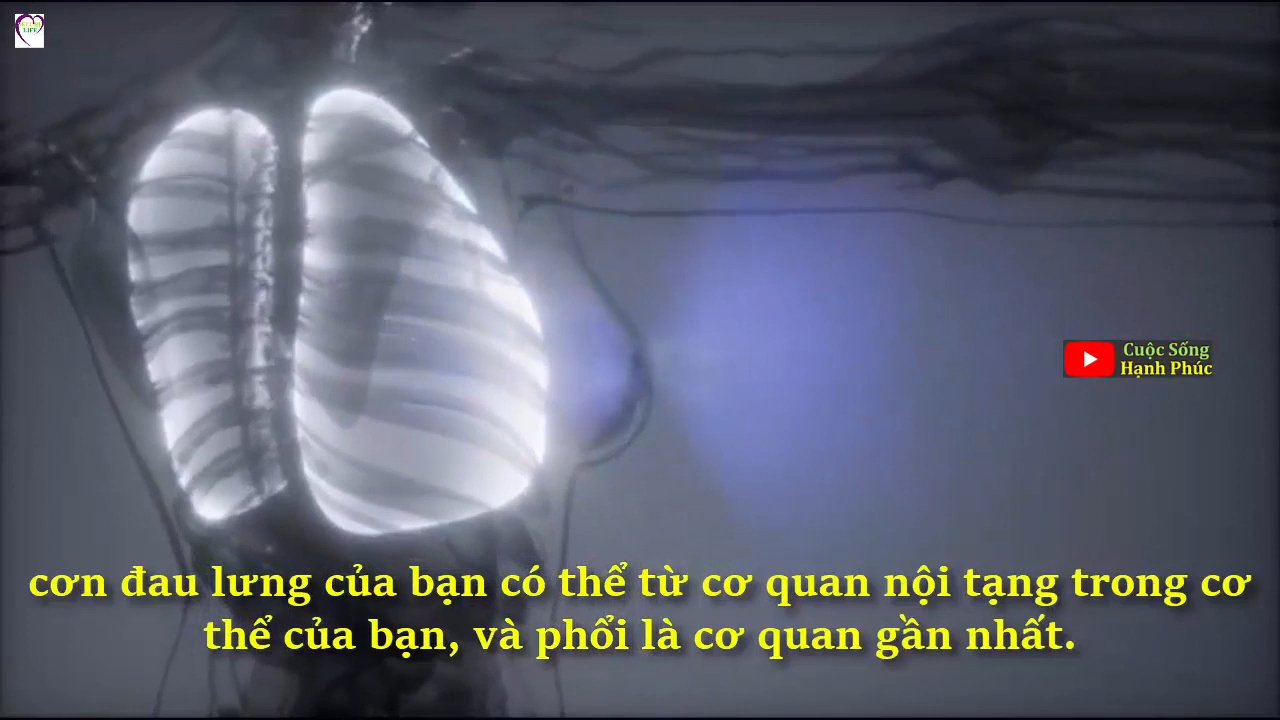 Cuộc Sống
Hạnh Phúc
cơn đau lưng của bạn có thể từ cơ quan nội tạng trong cơ
thể của bạn, và phổi là cơ quan gần nhất.